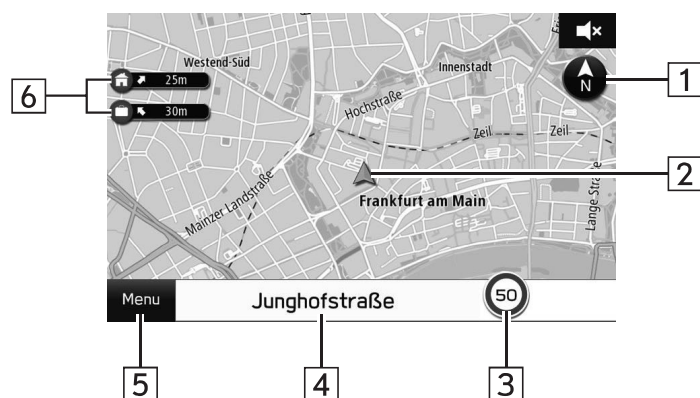 Westend-Süd
Innenstadt
25m
30m
N
1
6
Hochstraße
Zeil
Zeil
2
Frankfurt am Main
Mainzer Landstraße
Lange-Straße
Menu
Junghofstraße
50
5
4
3